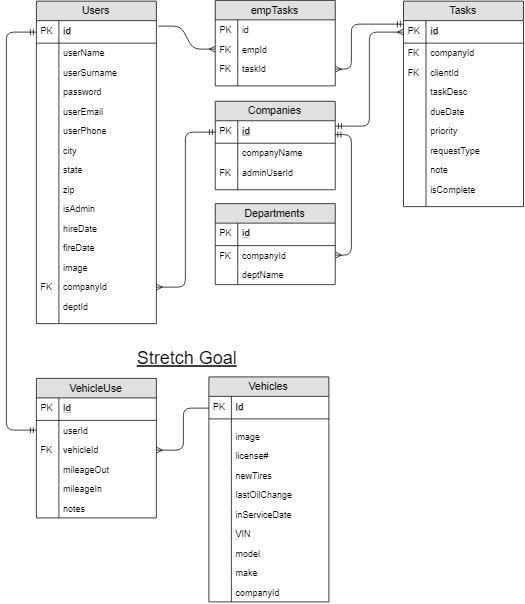 Users
PK id
userName
userSurname
password
userEmail
userPhone
city
state
zip
isAdmin
hireDate
fireDate
image
FK companyId
deptId
empTasks
PK id
FK empId
FK taskId
Tasks
PK id
FK companyId
FK clientId
taskDesc
dueDate
priority
requestType
note
isComplete
Companies
PK id
companyName
FK adminUserId
Departments
PK id
FK companyId
deptName
Stretch Goal
VehicleUse
PK Id
userId
FK vehicleId
mileageOut
mileageIn
notes
Vehicles
PK Id
image
license#
newTires
lastOilChange
inServiceDate
VIN
model
make
companyId